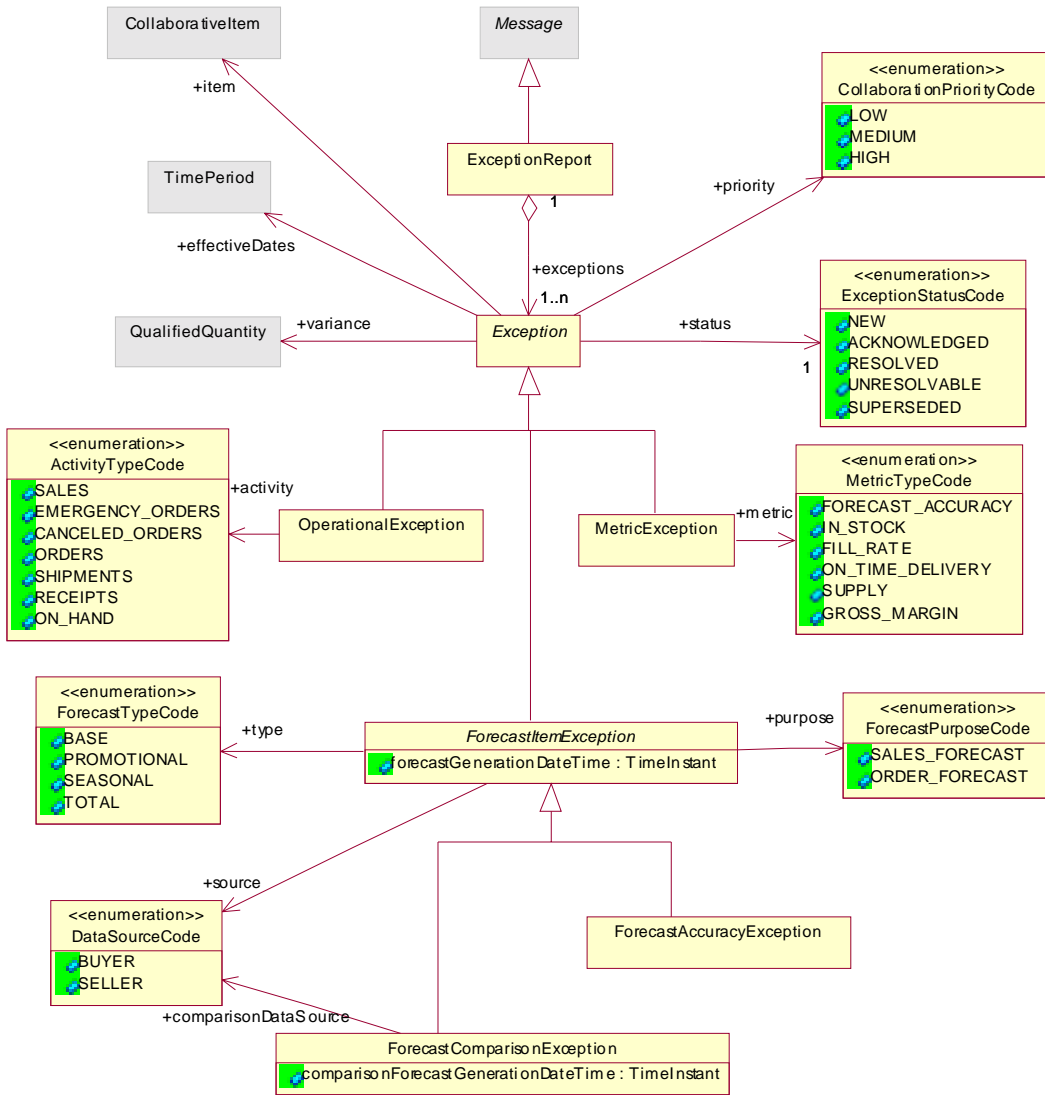 CollaborativeItem
Message
<<enumeration>>
CollaborationPriorityCode
LOW
MEDIUM
HIGH
+item
ExceptionReport
TimePeriod
+priority
1
+effectiveDates
+exceptions
1..n
<<enumeration>>
ExceptionStatusCode
NEW
ACKNOWLEDGED
RESOLVED
UNRESOLVABLE
SUPERSEDED
QualifiedQuantity
+variance
Exception
+status
1
<<enumeration>>
ActivityTypeCode
SALES
EMERGENCY_ORDERS
CANCELED_ORDERS
ORDERS
SHIPMENTS
RECEIPTS
ON_HAND
+activity
OperationalException
MetricException
+metric
<<enumeration>>
MetricTypeCode
FORECAST_ACCURACY
IN_STOCK
FILL_RATE
ON_TIME_DELIVERY
SUPPLY
GROSS_MARGIN
<<enumeration>>
ForecastTypeCode
BASE
PROMOTIONAL
SEASONAL
TOTAL
+type
ForecastItemException
forecastGenerationDateTime : TimeInstant
+purpose
<<enumeration>>
ForecastPurposeCode
SALES_FORECAST
ORDER_FORECAST
+source
<<enumeration>>
DataSourceCode
BUYER
SELLER
ForecastAccuracyException
+comparisonDataSource
ForecastComparisonException
comparisonForecastGenerationDateTime : TimeInstant